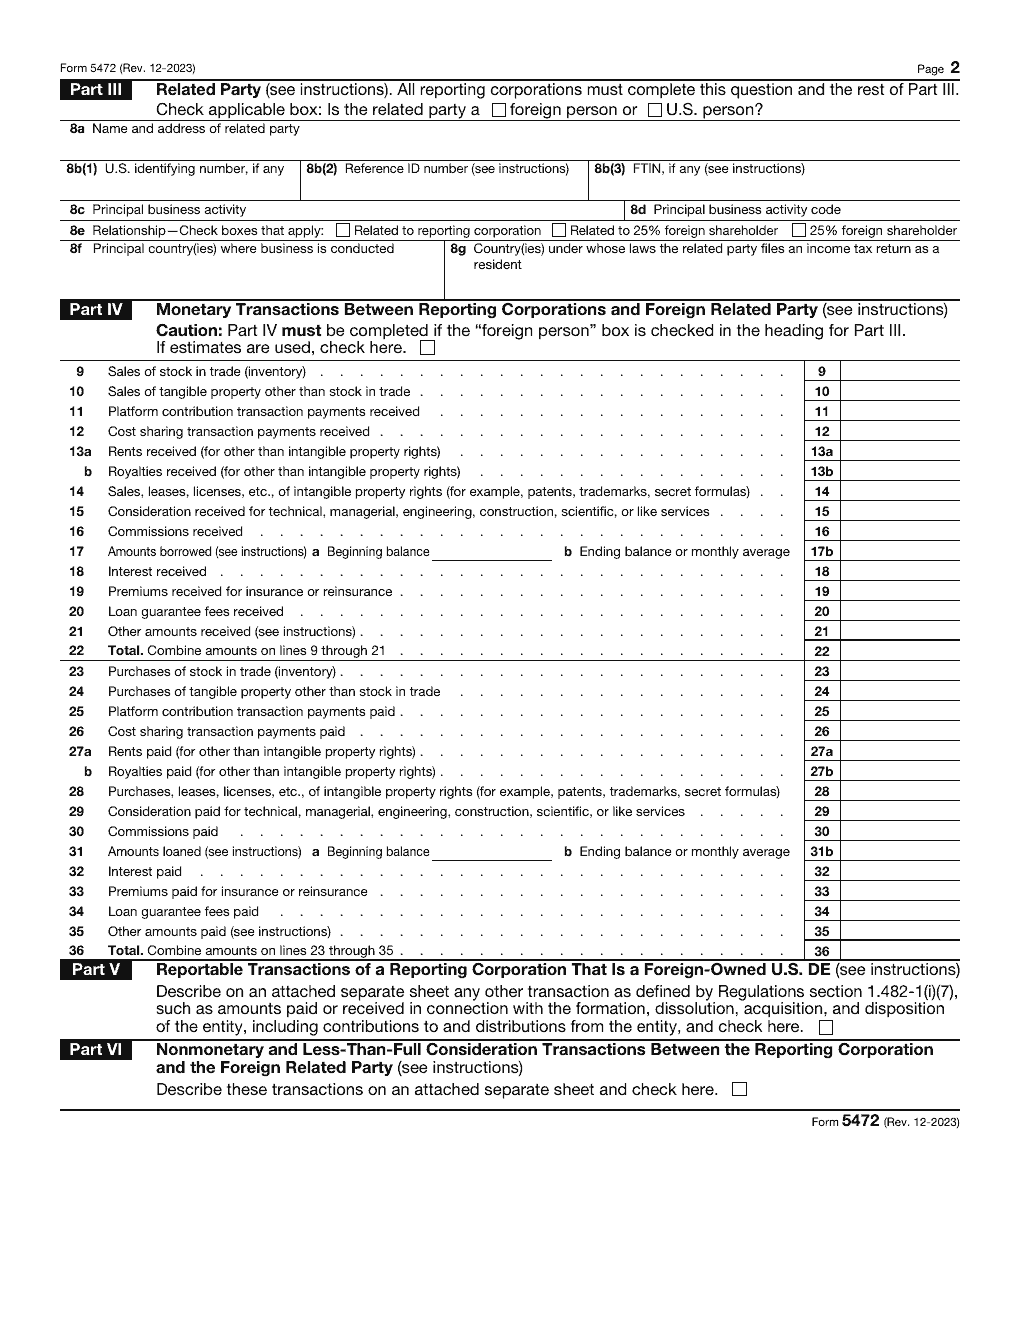 Form 5472 (Rev. 12-2023) Page 2
Part III Related Party (see instructions). All reporting corporations must complete this question and the rest of Part III.
Check applicable box: Is the related party a foreign person or U.S. person?
8a Name and address of related party
8b(1) U.S. identifying number, if any 8b(2) Reference ID number (see instructions) 8b(3) FTIN, if any (see instructions)
8c Principal business activity 8d Principal business activity code
8e Relationship—Check boxes that apply: Related to reporting corporation Related to 25% foreign shareholder 25% foreign shareholder
8f Principal country(ies) where business is conducted 8g Country(ies) under whose laws the related party files an income tax return as a
resident
Part IV Monetary Transactions Between Reporting Corporations and Foreign Related Party (see instructions)
Caution: Part IV must be completed if the “foreign person” box is checked in the heading for Part III.
If estimates are used, check here.
9 Sales of stock in trade (inventory) . . . . . . . . . . . . . . . . . . . . . . . . 9
10 Sales of tangible property other than stock in trade . . . . . . . . . . . . . . . . . . . 10
11 Platform contribution transaction payments received . . . . . . . . . . . . . . . . . . 11
12 Cost sharing transaction payments received . . . . . . . . . . . . . . . . . . . . . 12
13a Rents received (for other than intangible property rights) . . . . . . . . . . . . . . . . . 13a
b Royalties received (for other than intangible property rights) . . . . . . . . . . . . . . . . 13b
14 Sales, leases, licenses, etc., of intangible property rights (for example, patents, trademarks, secret formulas) . . 14
15 Consideration received for technical, managerial, engineering, construction, scientific, or like services . . . . 15
16 Commissions received . . . . . . . . . . . . . . . . . . . . . . . . . . . 16
17 Amounts borrowed (see instructions) a Beginning balance b Ending balance or monthly average 17b
18 Interest received . . . . . . . . . . . . . . . . . . . . . . . . . . . . . 18
19 Premiums received for insurance or reinsurance . . . . . . . . . . . . . . . . . . . . 19
20 Loan guarantee fees received . . . . . . . . . . . . . . . . . . . . . . . . . 20
21 Other amounts received (see instructions) . . . . . . . . . . . . . . . . . . . . . . 21
22 Total. Combine amounts on lines 9 through 21 . . . . . . . . . . . . . . . . . . . . 22
23 Purchases of stock in trade (inventory) . . . . . . . . . . . . . . . . . . . . . . . 23
24 Purchases of tangible property other than stock in trade . . . . . . . . . . . . . . . . . 24
25 Platform contribution transaction payments paid . . . . . . . . . . . . . . . . . . . . 25
26 Cost sharing transaction payments paid . . . . . . . . . . . . . . . . . . . . . . 26
27a Rents paid (for other than intangible property rights) . . . . . . . . . . . . . . . . . . . 27a
b Royalties paid (for other than intangible property rights) . . . . . . . . . . . . . . . . . . 27b
28 Purchases, leases, licenses, etc., of intangible property rights (for example, patents, trademarks, secret formulas) 28
29 Consideration paid for technical, managerial, engineering, construction, scientific, or like services . . . . . 29
30 Commissions paid . . . . . . . . . . . . . . . . . . . . . . . . . . . . 30
31 Amounts loaned (see instructions) a Beginning balance b Ending balance or monthly average 31b
32 Interest paid . . . . . . . . . . . . . . . . . . . . . . . . . . . . . . 32
33 Premiums paid for insurance or reinsurance . . . . . . . . . . . . . . . . . . . . . 33
34 Loan guarantee fees paid . . . . . . . . . . . . . . . . . . . . . . . . . . 34
35 Other amounts paid (see instructions) . . . . . . . . . . . . . . . . . . . . . . . 35
36 Total. Combine amounts on lines 23 through 35 . . . . . . . . . . . . . . . . . . . . 36
Part V Reportable Transactions of a Reporting Corporation That Is a Foreign-Owned U.S. DE (see instructions)
Describe on an attached separate sheet any other transaction as defined by Regulations section 1.482-1(i)(7),
such as amounts paid or received in connection with the formation, dissolution, acquisition, and disposition
of the entity, including contributions to and distributions from the entity, and check here.
Part VI Nonmonetary and Less-Than-Full Consideration Transactions Between the Reporting Corporation
and the Foreign Related Party (see instructions)
Describe these transactions on an attached separate sheet and check here.
Form 5472 (Rev. 12-2023)